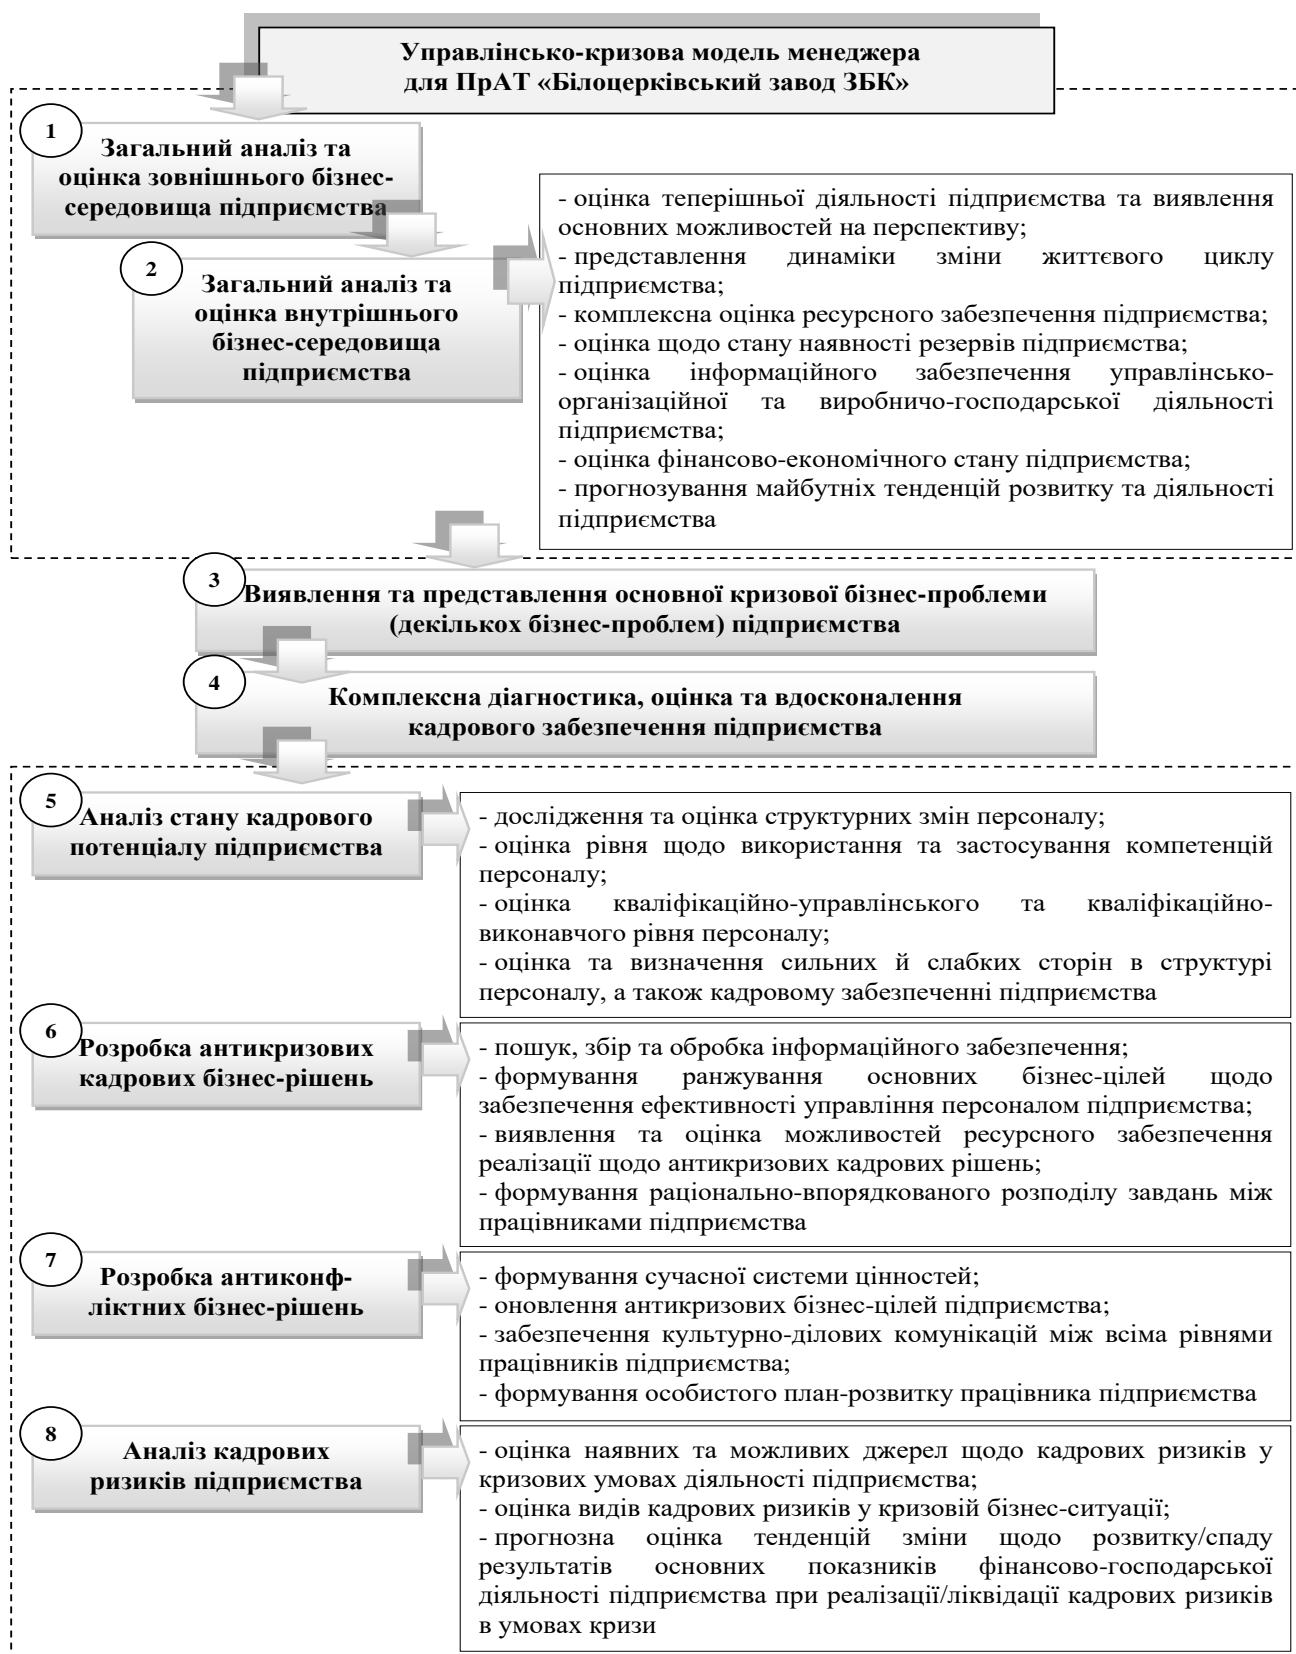 Управлінсько-кризова модель менеджера
для ПрАТ «Білоцерківський завод ЗБК»
1
Загальний аналіз та
оцінка зовнішнього бізнес-
середовища підприємства
2
Загальний аналіз та
оцінка внутрішнього
бізнес-середовища
підприємства
- оцінка теперішньої діяльності підприємства та виявлення
основних можливостей на перспективу;
- представлення динаміки зміни життєвого циклу
підприємства;
- комплексна оцінка ресурсного забезпечення підприємства;
- оцінка щодо стану наявності резервів підприємства;
- оцінка інформаційного забезпечення управлінсько-
організаційної та виробничо-господарської діяльності
підприємства;
- оцінка фінансово-економічного стану підприємства;
- прогнозування майбутніх тенденцій розвитку та діяльності
підприємства
3
Виявлення та представлення основної кризової бізнес-проблеми
(декількох бізнес-проблем) підприємства
4
Комплексна діагностика, оцінка та вдосконалення
кадрового забезпечення підприємства
5
Аналіз стану кадрового
потенціалу підприємства
- дослідження та оцінка структурних змін персоналу;
- оцінка рівня щодо використання та застосування компетенцій
персоналу;
- оцінка кваліфікаційно-управлінського та кваліфікаційно-
виконавчого рівня персоналу;
- оцінка та визначення сильних й слабких сторін в структурі
персоналу, а також кадровому забезпеченні підприємства
6
Розробка антикризових
кадрових бізнес-рішень
- пошук, збір та обробка інформаційного забезпечення;
- формування ранжування основних бізнес-цілей щодо
забезпечення ефективності управління персоналом підприємства;
- виявлення та оцінка можливостей ресурсного забезпечення
реалізації щодо антикризових кадрових рішень;
- формування раціонально-впорядкованого розподілу завдань між
працівниками підприємства
7
Розробка антиконф-
ліктних бізнес-рішень
- формування сучасної системи цінностей;
- оновлення антикризових бізнес-цілей підприємства;
- забезпечення культурно-ділових комунікацій між всіма рівнями
працівників підприємства;
- формування особистого план-розвитку працівника підприємства
8
Аналіз кадрових
ризиків підприємства
- оцінка наявних та можливих джерел щодо кадрових ризиків у
кризових умовах діяльності підприємства;
- оцінка видів кадрових ризиків у кризовій бізнес-ситуації;
- прогнозна оцінка тенденцій зміни щодо розвитку/спаду
результатів основних показників фінансово-господарської
діяльності підприємства при реалізації/ліквідації кадрових ризиків
в умовах кризи